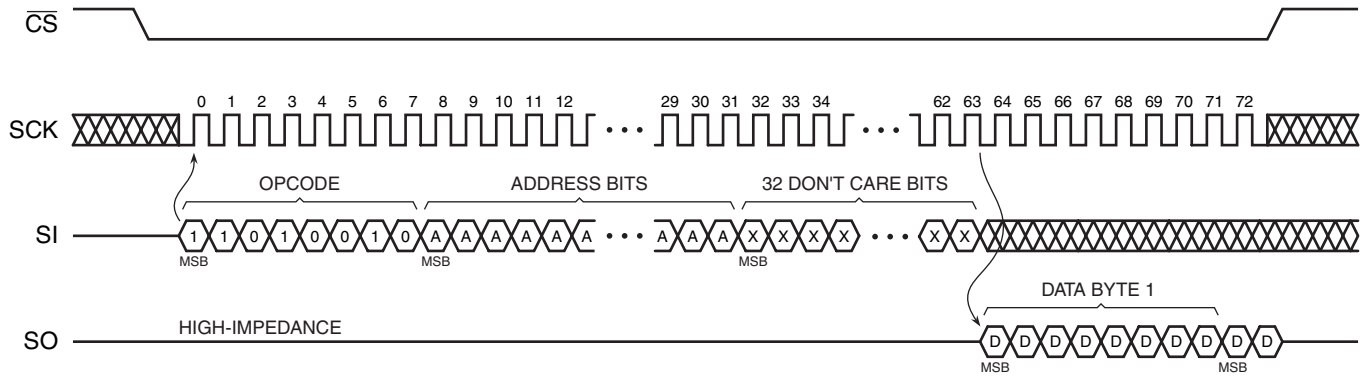 CS
0 1 2 3 4 5 6 7 8 9 10 11 12 29 30 31 32 33 34 62 63 64 65 66 67 68 69 70 71 72
SCK
OPCODE ADDRESS BITS 32 DON'T CARE BITS
SI 1 1 0 1 0 0 1 0 A A A A A A A A A X X X X X X
MSB MSB MSB
DATA BYTE 1
HIGH-IMPEDANCE
SO D D D D D D D D D D
MSB MSB